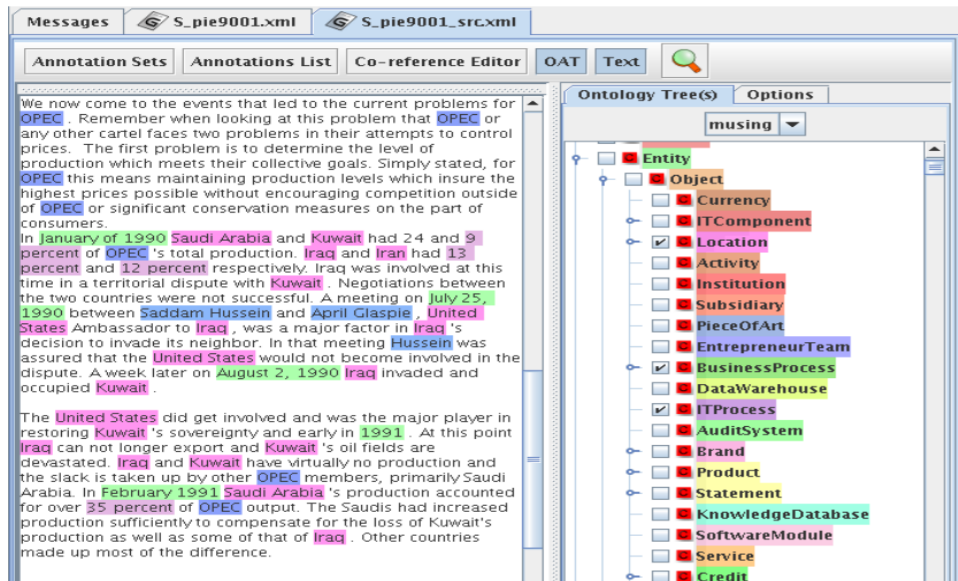 Messages
S_pie9001.xml
S_pie9001_src.xml
Annotation Sets
Annotations List
Co-reference Editor
OAT
Text
We now come to the events that led to the current problems for
OPEC . Remember when looking at this problem that OPEC or
any other cartel faces two problems in their attempts to control
prices. The first problem is to determine the level of
production which meets their collective goals. Simply stated, for
OPEC this means maintaining production levels which insure the
highest prices possible without encouraging competition outside
of OPEC or significant conservation measures on the part of
consumers.
In January of 1990 Saudi Arabia and Kuwait had 24 and 9
percent of OPEC 's total production. Iraq and Iran had 13
percent and 12 percent respectively. Iraq was involved at this
time in a territorial dispute with Kuwait . Negotiations between
the two countries were not successful. A meeting on July 25,
1990 between Saddam Hussein and April Glaspie , United
States Ambassador to Iraq , was a major factor in Iraq 's
decision to invade its neighbor. In that meeting Hussein was
assured that the United States would not become involved in the
dispute. A week later on August 2, 1990 Iraq invaded and
occupied Kuwait .
The United States did get involved and was the major player in
restoring Kuwait 's sovereignty and early in 1991 . At this point
Iraq can not longer export and Kuwait 's oil fields are
devastated. Iraq and Kuwait have virtually no production and
the slack is taken up by other OPEC members, primarily Saudi
Arabia. In February 1991 Saudi Arabia 's production accounted
for over 35 percent of OPEC output. The Saudis had increased
production sufficiently to compensate for the loss of Kuwait's
production as well as some of that of Iraq . Other countries
made up most of the difference.
Ontology Tree(s)
Options
musing
Entity
Object
Currency
ITComponent
Location
Activity
Institution
Subsidiary
PieceOfArt
EntrepreneurTeam
BusinessProcess
DataWarehouse
ITProcess
AuditSystem
Brand
Product
Statement
KnowledgeDatabase
SoftwareModule
Service
Credit